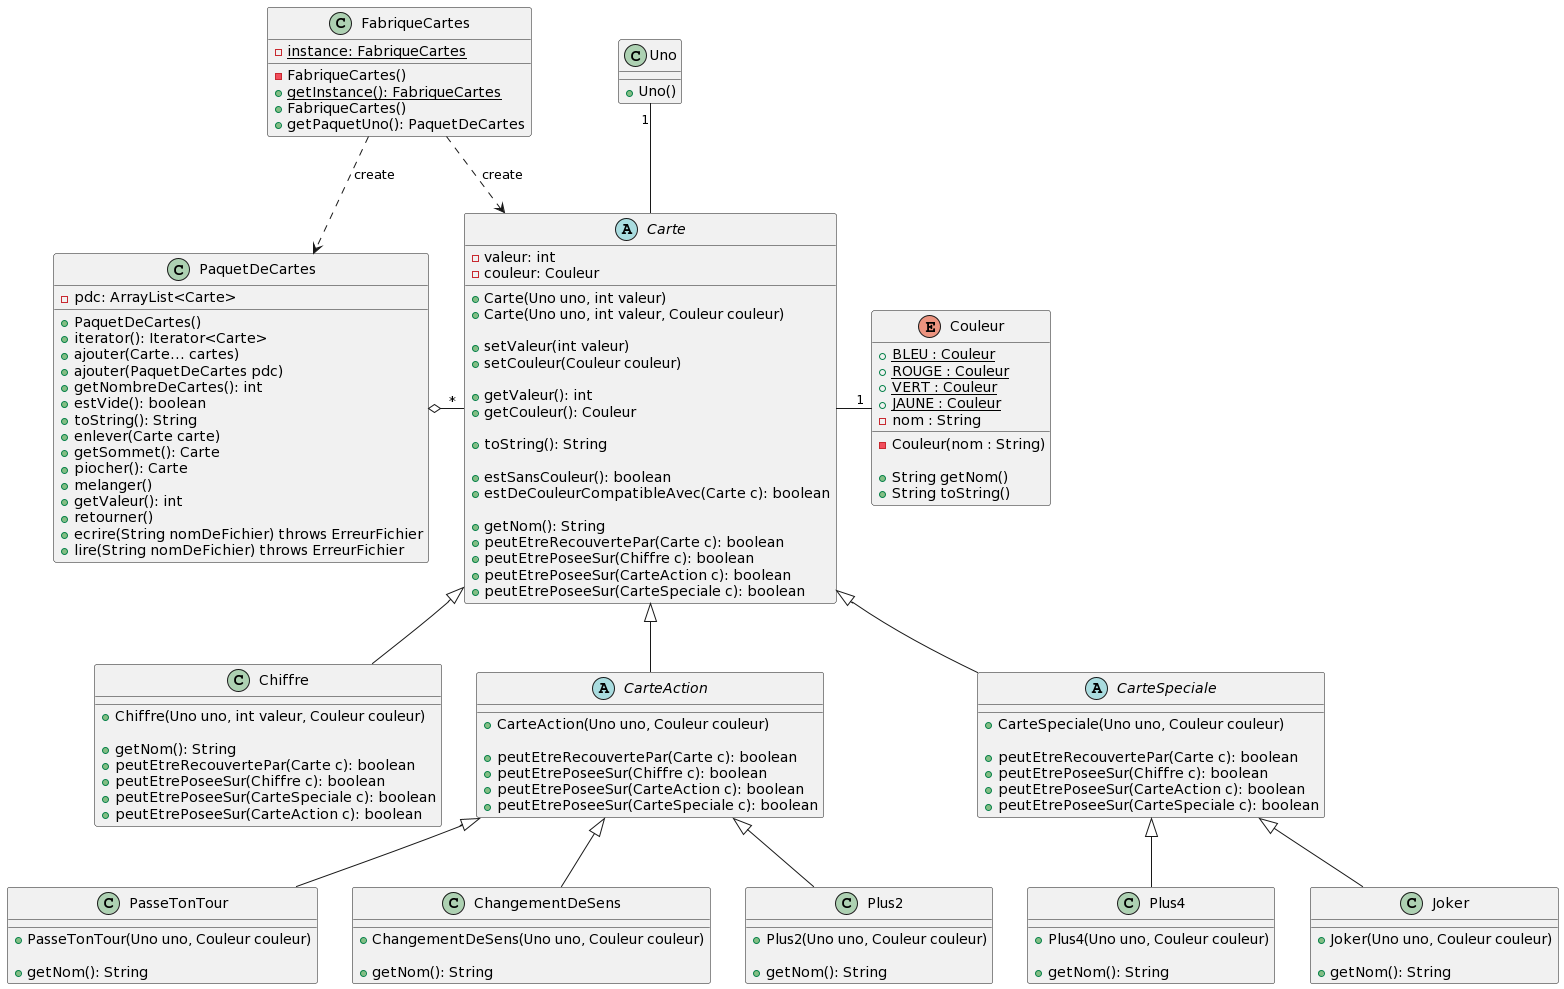 C FabriqueCartes
instance: FabriqueCartes
FabriqueCartes()
getInstance(): FabriqueCartes
FabriqueCartes()
getPaquetUno(): PaquetDeCartes
C Uno
Uno()
1
create
create
C PaquetDeCartes
pdc: ArrayList<Carte>
PaquetDeCartes()
iterator(): Iterator<Carte>
ajouter(Carte... cartes)
ajouter(PaquetDeCartes pdc)
getNombreDeCartes(): int
estVide(): boolean
toString(): String
enlever(Carte carte)
getSommet(): Carte
piocher(): Carte
melanger()
getValeur(): int
retourner()
ecrire(String nomDeFichier) throws ErreurFichier
lire(String nomDeFichier) throws ErreurFichier
*
A Carte
valeur: int
couleur: Couleur
Carte(Uno uno, int valeur)
Carte(Uno uno, int valeur, Couleur couleur)
setValeur(int valeur)
setCouleur(Couleur couleur)
getValeur(): int
getCouleur(): Couleur
toString(): String
estSansCouleur(): boolean
estDeCouleurCompatibleAvec(Carte c): boolean
getNom(): String
peutEtreRecouvertePar(Carte c): boolean
peutEtrePoseeSur(Chiffre c): boolean
peutEtrePoseeSur(CarteAction c): boolean
peutEtrePoseeSur(CarteSpeciale c): boolean
1
E Couleur
BLEU : Couleur
ROUGE : Couleur
VERT : Couleur
JAUNE : Couleur
nom : String
Couleur(nom : String)
String getNom()
String toString()
C Chiffre
Chiffre(Uno uno, int valeur, Couleur couleur)
getNom(): String
peutEtreRecouvertePar(Carte c): boolean
peutEtrePoseeSur(Chiffre c): boolean
peutEtrePoseeSur(CarteSpeciale c): boolean
peutEtrePoseeSur(CarteAction c): boolean
A CarteAction
CarteAction(Uno uno, Couleur couleur)
peutEtreRecouvertePar(Carte c): boolean
peutEtrePoseeSur(Chiffre c): boolean
peutEtrePoseeSur(CarteAction c): boolean
peutEtrePoseeSur(CarteSpeciale c): boolean
A CarteSpeciale
CarteSpeciale(Uno uno, Couleur couleur)
peutEtreRecouvertePar(Carte c): boolean
peutEtrePoseeSur(Chiffre c): boolean
peutEtrePoseeSur(CarteAction c): boolean
peutEtrePoseeSur(CarteSpeciale c): boolean
C PasseTonTour
PasseTonTour(Uno uno, Couleur couleur)
getNom(): String
C ChangementDeSens
ChangementDeSens(Uno uno, Couleur couleur)
getNom(): String
C Plus2
Plus2(Uno uno, Couleur couleur)
getNom(): String
C Plus4
Plus4(Uno uno, Couleur couleur)
getNom(): String
C Joker
Joker(Uno uno, Couleur couleur)
getNom(): String